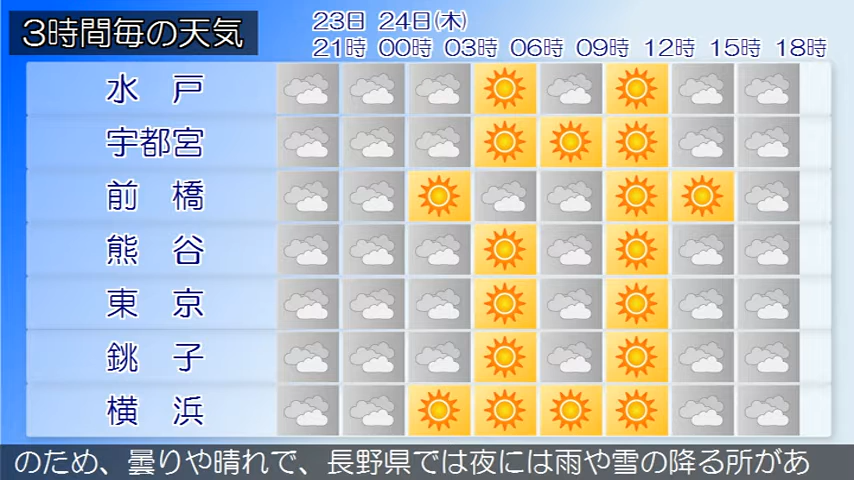 3時間毎の天気
23日 24日(木)
21時 00時 03時 06時 09時 12時 15時 18時
水戸
宇都宮
前橋
熊谷
東京
銚子
横浜
のため、曇りや晴れで、長野県では夜には雨や雪の降る所があ